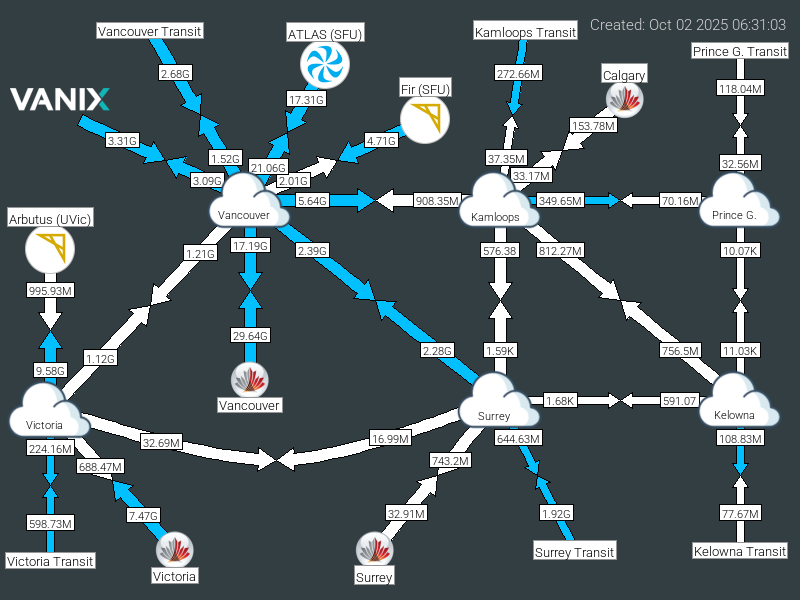 Created: Oct 02 2025 06:31:03
Vancouver Transit
ATLAS (SFU)
Kamloops Transit
Prince G. Transit
2.68G
272.66M
Calgary
Fir (SFU)
118.04M
VANIX
17.31G
153.78M
3.31G
4.71G
1.52G
37.35M
32.56M
21.06G
33.17M
3.09G
2.01G
5.64G
908.35M
349.65M
70.16M
Arbutus (UVic)
Vancouver
Kamloops
Prince G.
17.19G
2.39G
576.38
812.27M
10.07K
1.21G
995.93M
29.64G
9.58G
1.12G
2.28G
1.59K
756.5M
11.03K
Vancouver
1.68K
591.07
Victoria
Surrey
Kelowna
32.69M
16.99M
644.63M
108.83M
224.16M
688.47M
743.2M
598.73M
7.47G
32.91M
1.92G
77.67M
Victoria Transit
Victoria
Surrey
Surrey Transit
Kelowna Transit